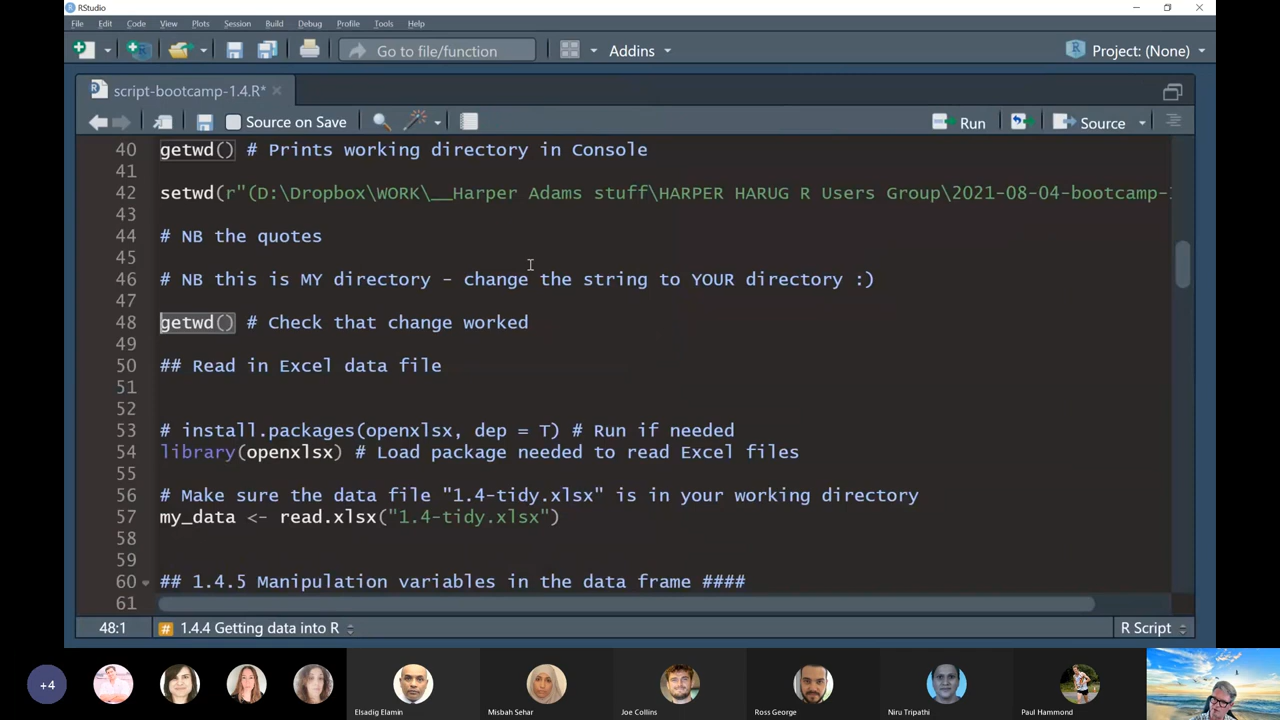 RStudio
File Edit Code View Plots Session Build Debug Profile Tools Help
Go to file/function Addins Project: (None)
script-bootcamp-1.4.R*
Source on Save Run Source
40 getwd() # Prints working directory in Console
41
42 setwd(r"(D:\Dropbox\WORK\__Harper Adams stuff\HARPER HARUG R Users Group\2021-08-04-bootcamp-
43
44 # NB the quotes
45
46 # NB this is MY directory - change the string to YOUR directory :)
47
48 getwd() # Check that change worked
49
50 ## Read in Excel data file
51
52
53 # install.packages(openxlsx, dep = T) # Run if needed
54 library(openxlsx) # Load package needed to read Excel files
55
56 # Make sure the data file "1.4-tidy.xlsx" is in your working directory
57 my_data <- read.xlsx("1.4-tidy.xlsx")
58
59
60 ## 1.4.5 Manipulation variables in the data frame ####
61
48:1 # 1.4.4 Getting data into R R Script
+4
Elsadig Elamin Misbah Sehar Joe Collins Ross George Niru Tripathi Paul Hammond